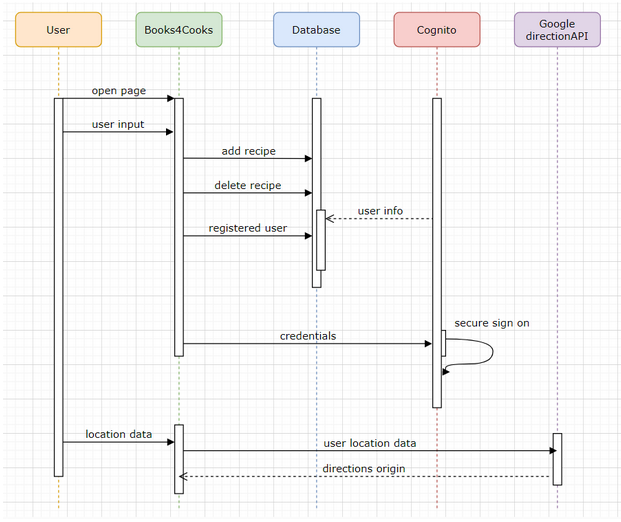 User
Books4Cooks
Database
Cognito
Google
directionAPI
open page
user input
add recipe
delete recipe
user info
registered user
secure sign on
credentials
location data
user location data
directions origin